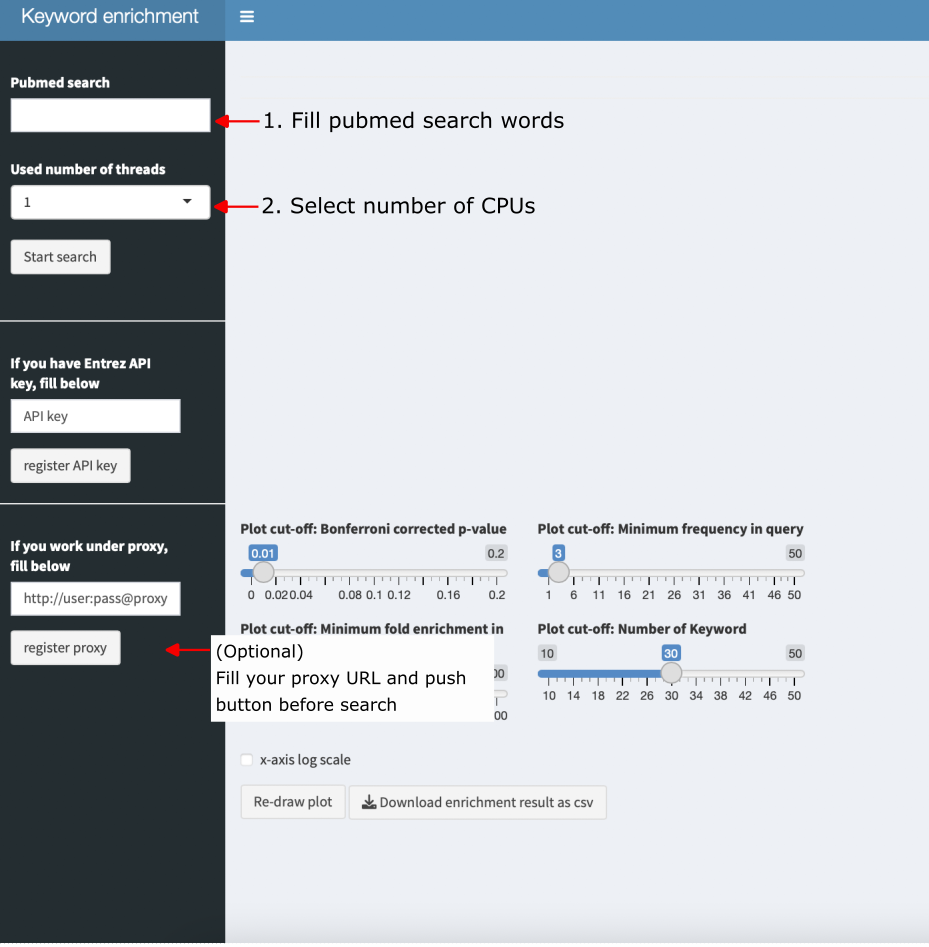 Keyword enrichment
Pubmed search
1. Fill pubmed search words
Used number of threads
1
2. Select number of CPUs
Start search
If you have Entrez API
key, fill below
API key
register API key
If you work under proxy,
fill below
http://user:pass@proxy
register proxy
(Optional)
Fill your proxy URL and push
button before search
Plot cut-off: Bonferroni corrected p-value
0.01 0.2
0 0.02 0.04 0.08 0.1 0.12 0.16 0.2
Plot cut-off: Minimum frequency in query
3 50
1 6 11 16 21 26 31 36 41 46 50
Plot cut-off: Minimum fold enrichment in
00
00
Plot cut-off: Number of Keyword
10 30 50
10 14 18 22 26 30 34 38 42 46 50
x-axis log scale
Re-draw plot
Download enrichment result as csv